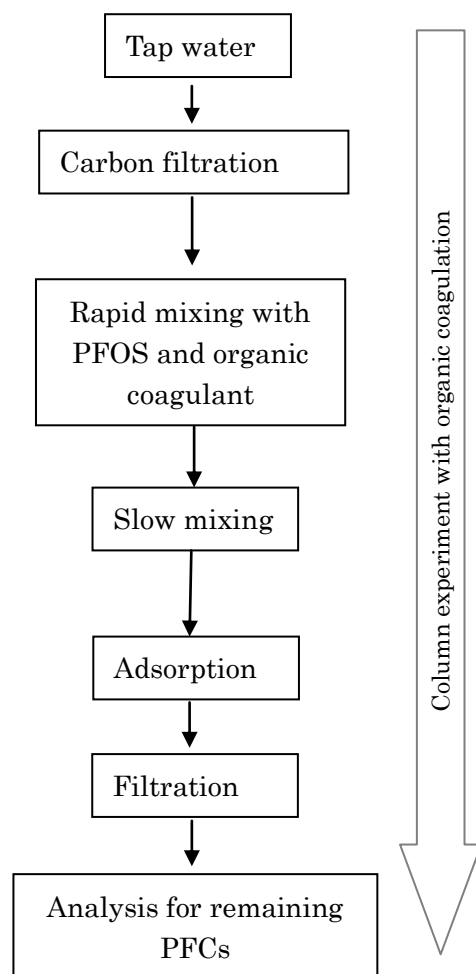 Tap water
Carbon filtration
Rapid mixing with
PFOS and organic
coagulant
Slow mixing
Adsorption
Filtration
Analysis for remaining
PFCs
Column experiment with organic coagulation